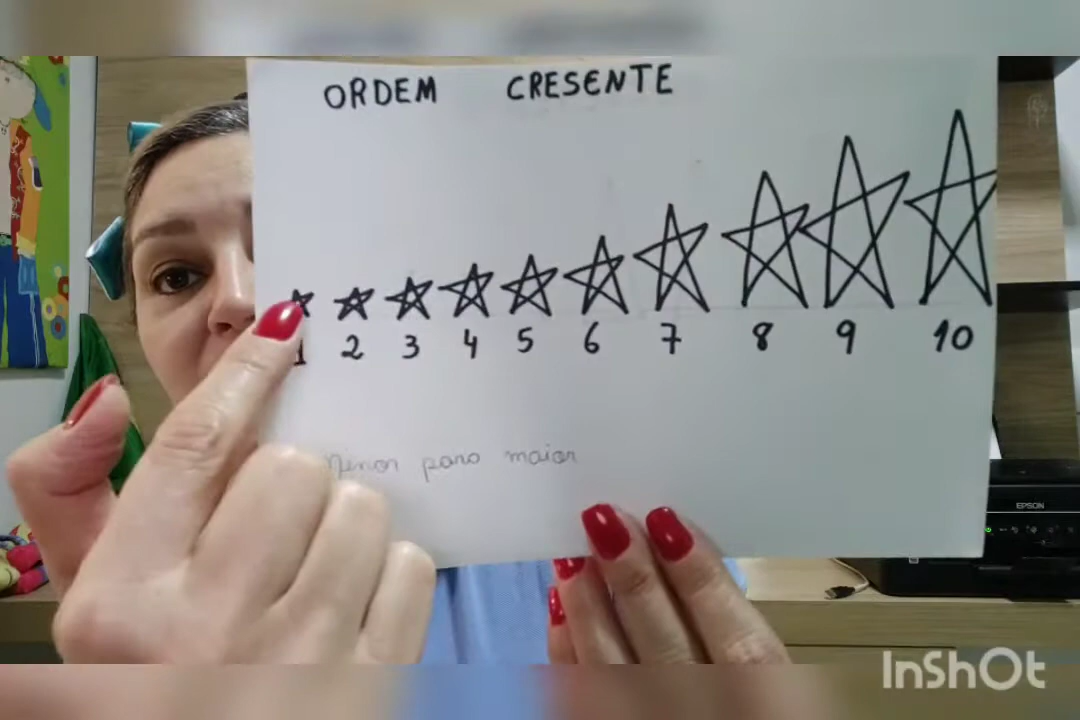 ORDEM CRESENTE
1 2 3 4 5 6 7 8 9 10
Menor para maior
EPSON
InShOt